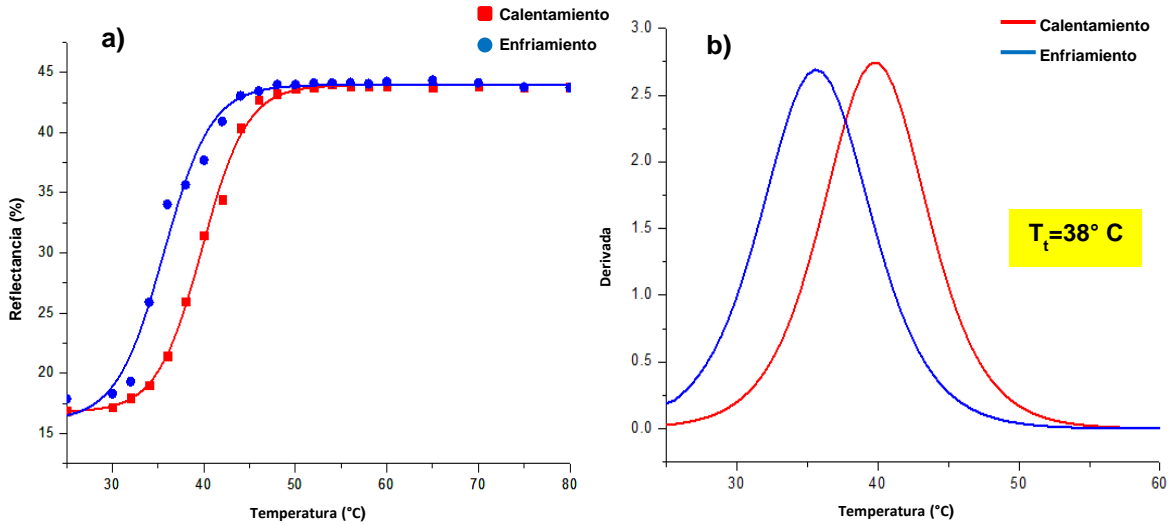 a)
Calentamiento
Enfriamiento
45
40
35
30
25
20
15
Reflectancia (%)
30
40
50
60
70
80
Temperatura (°C)
b)
Calentamiento
Enfriamiento
3.0
2.5
2.0
1.5
1.0
0.5
0.0
Derivada
Tt=38° C
30
40
50
60
Temperatura (°C)